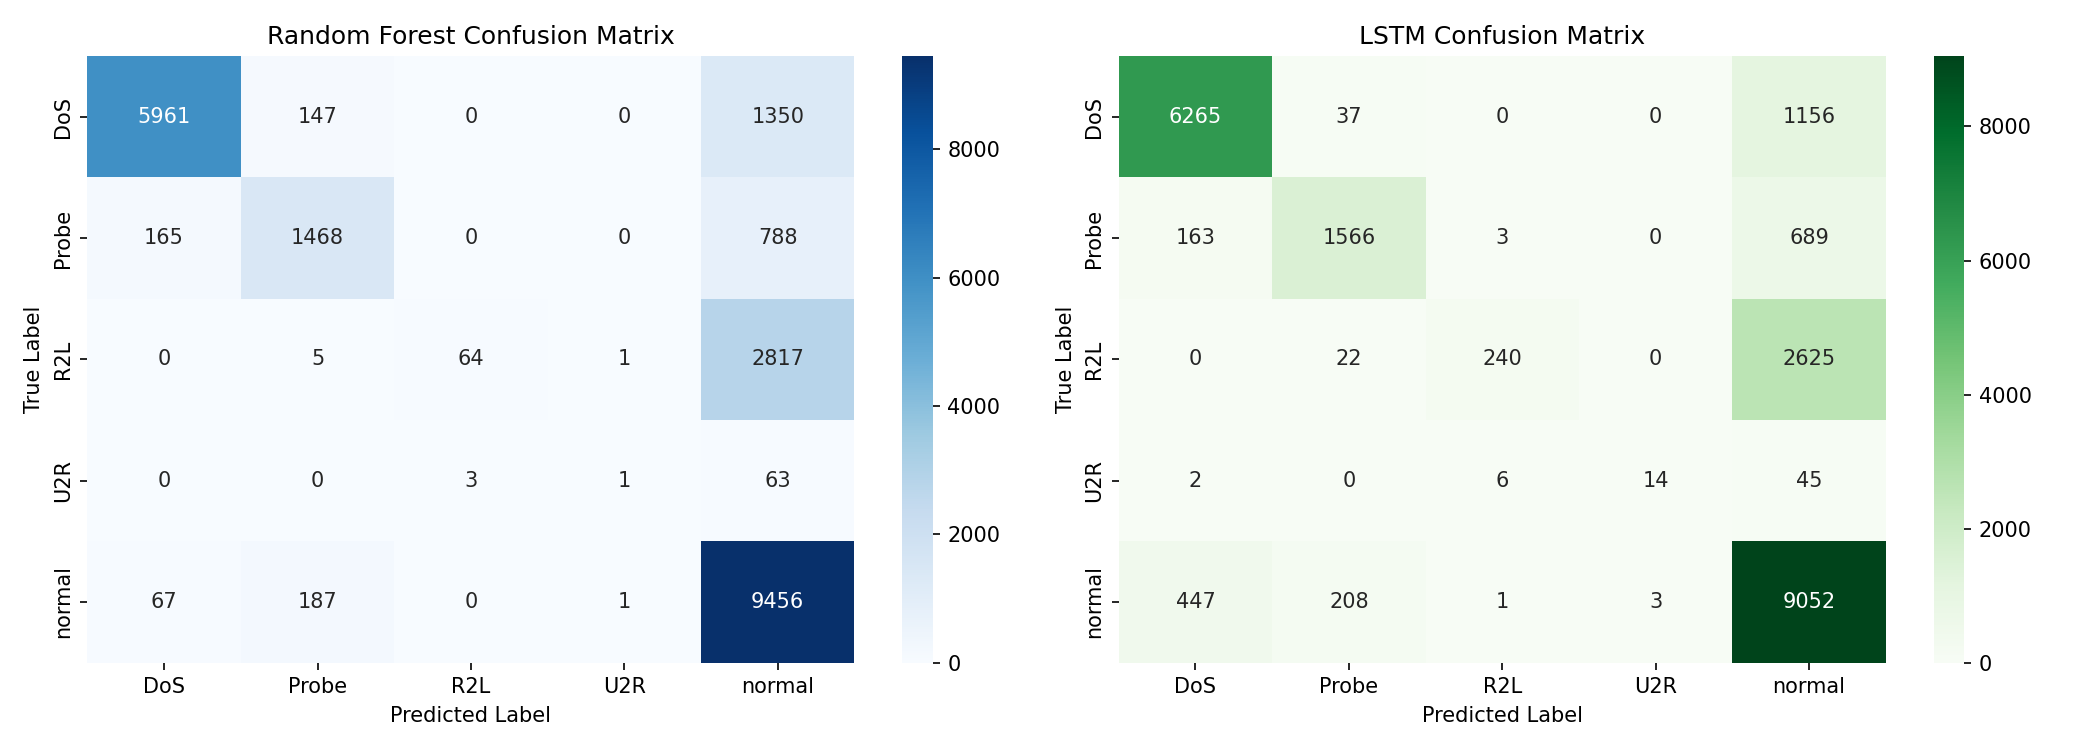 Random Forest Confusion Matrix
True Label
DoS 5961 147 0 0 1350
Probe 165 1468 0 0 788
R2L 0 5 64 1 2817
U2R 0 0 3 1 63
normal 67 187 0 1 9456
DoS Probe R2L U2R normal
Predicted Label
8000
6000
4000
2000
0
LSTM Confusion Matrix
True Label
DoS 6265 37 0 0 1156
Probe 163 1566 3 0 689
R2L 0 22 240 0 2625
U2R 2 0 6 14 45
normal 447 208 1 3 9052
DoS Probe R2L U2R normal
Predicted Label
8000
6000
4000
2000
0